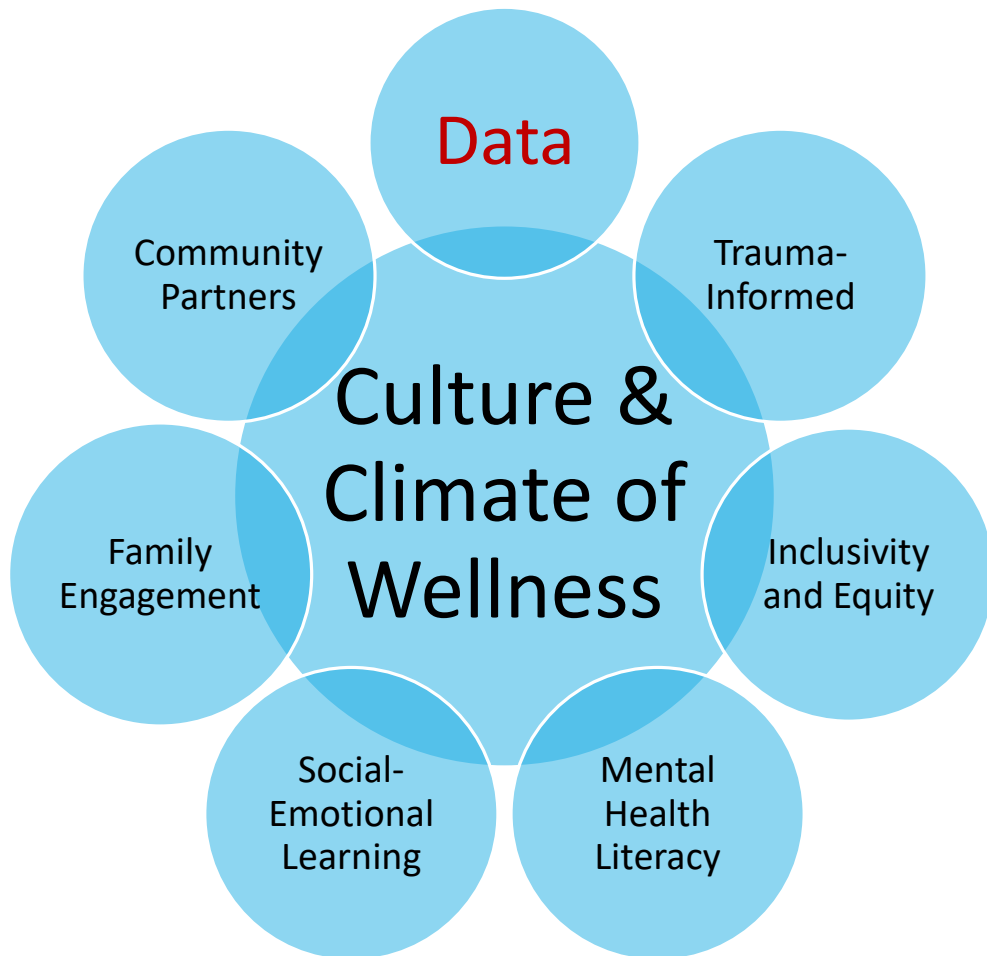 Data
Community
Partners
Trauma-
Informed
Culture &
Climate of
Wellness
Family
Engagement
Inclusivity
and Equity
Social-
Emotional
Learning
Mental
Health
Literacy